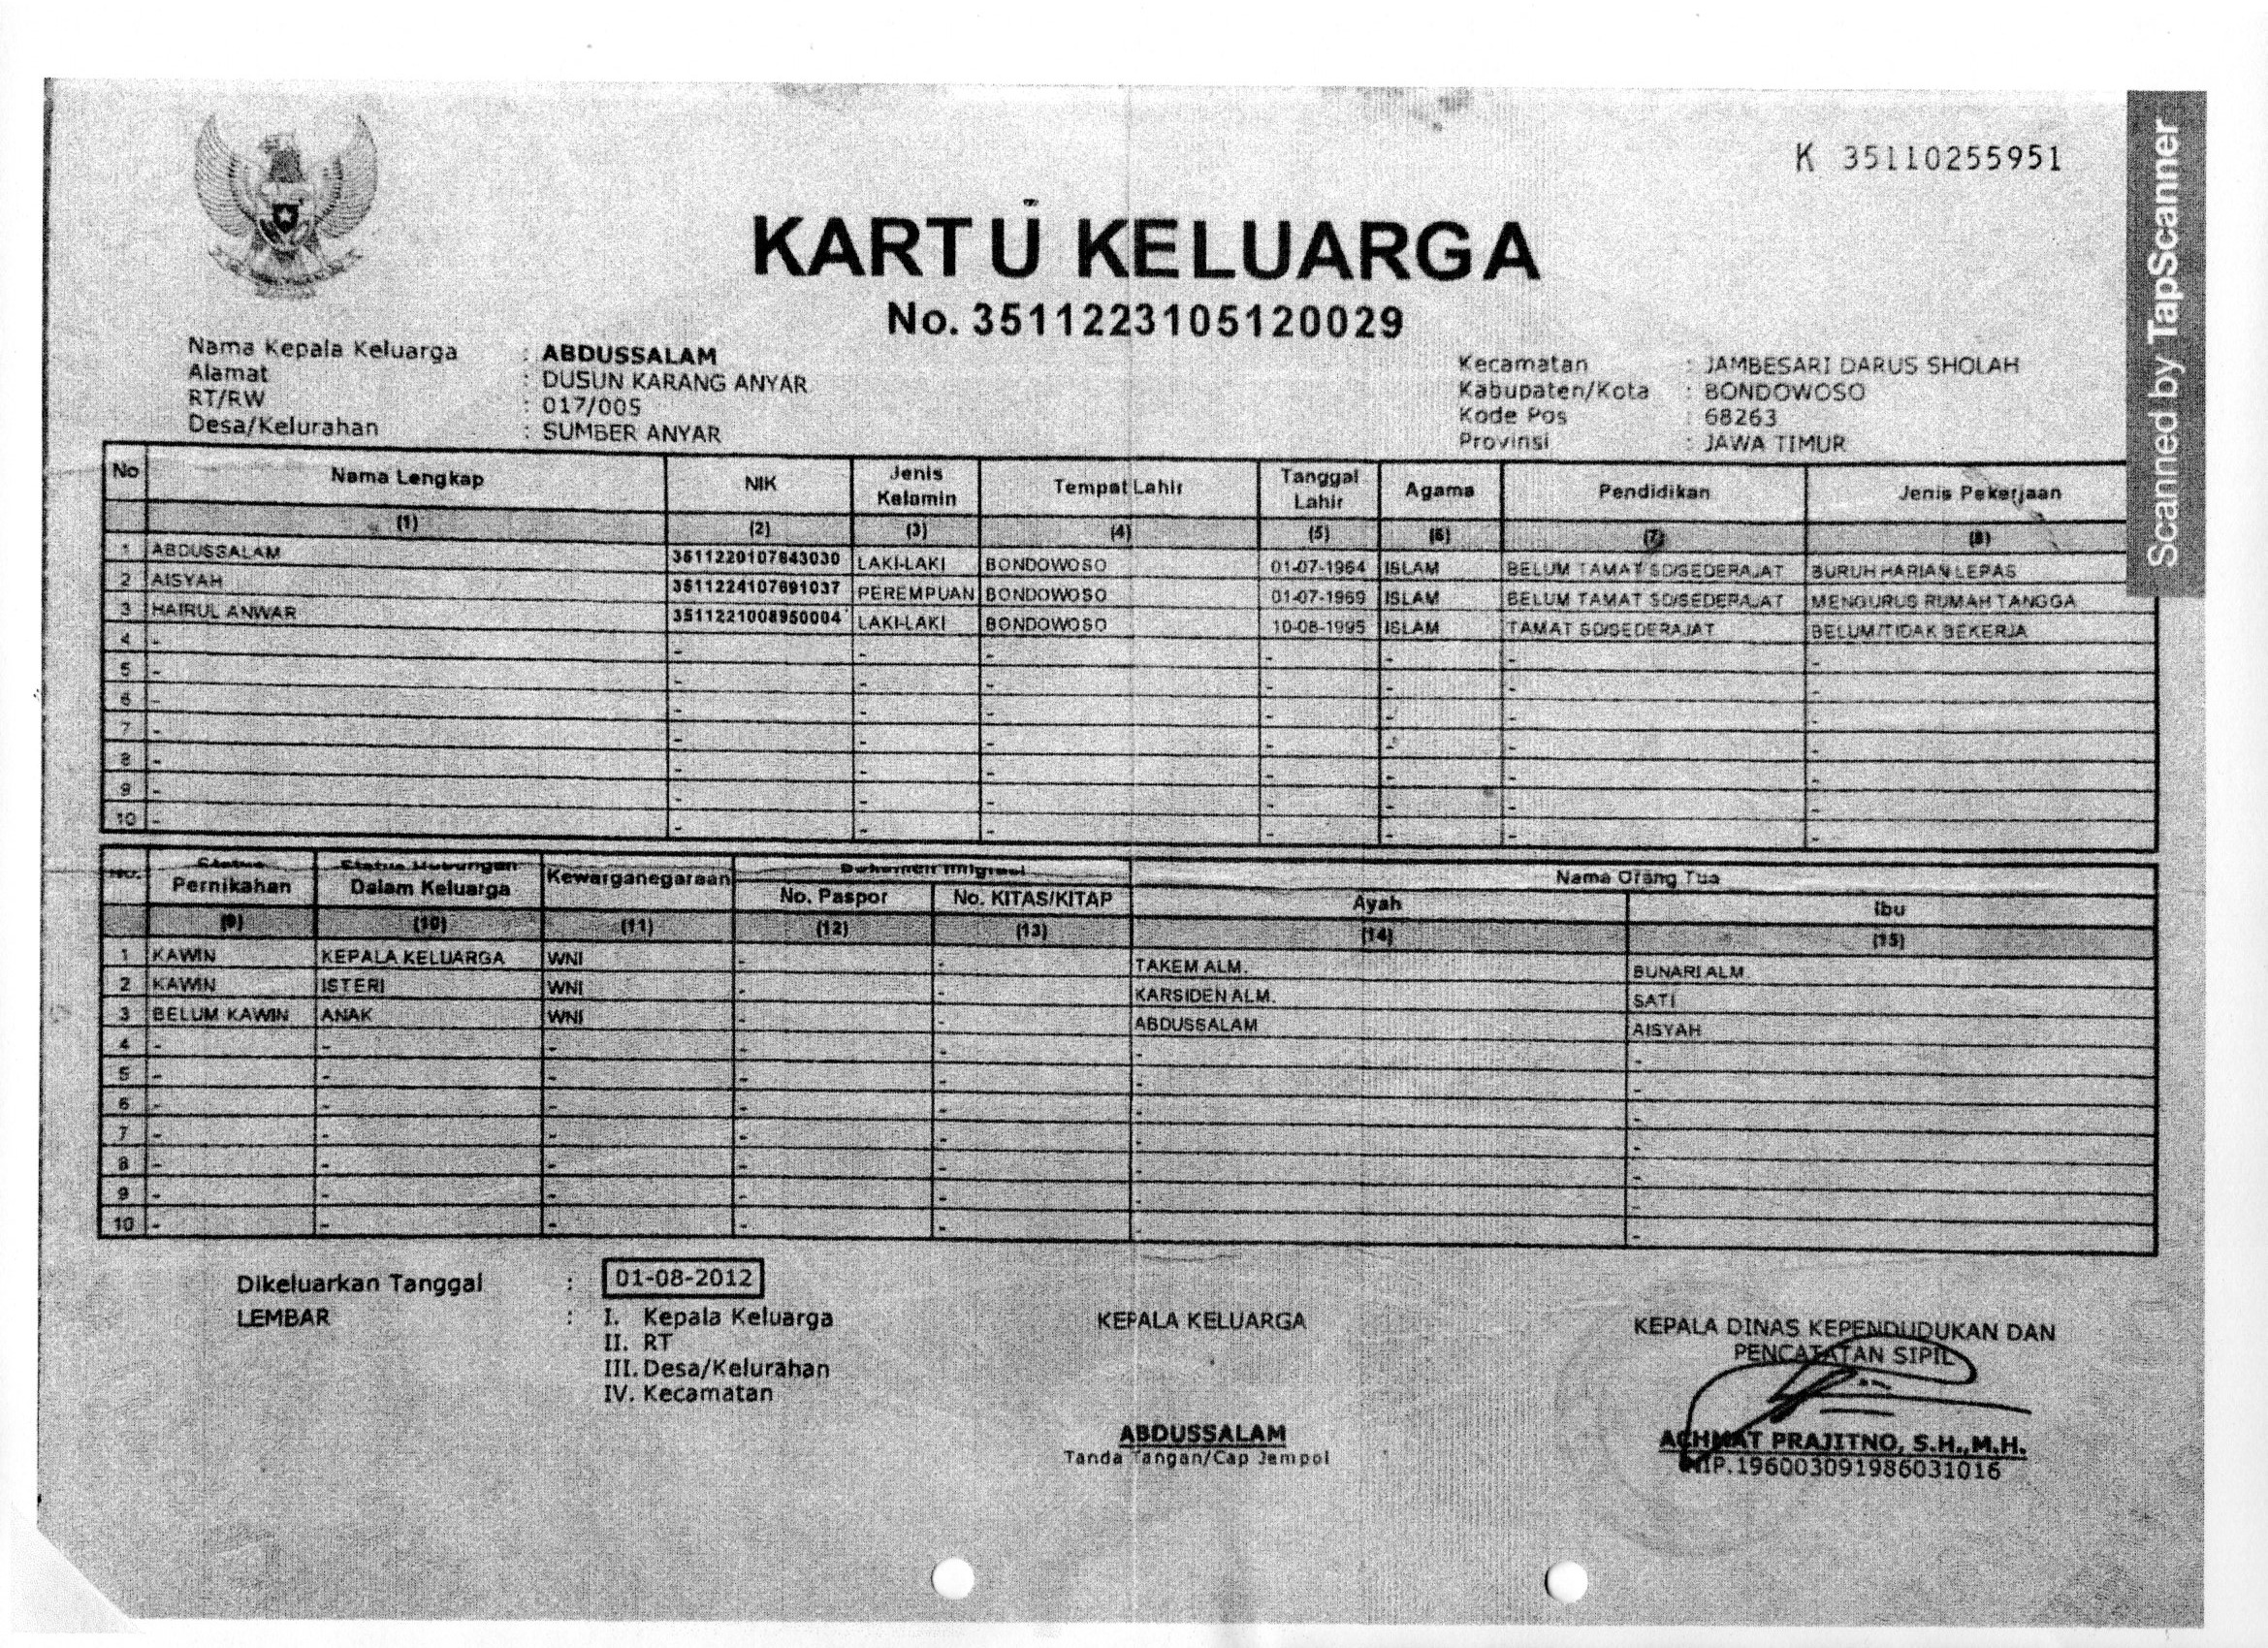 K 35110255951
KARTU KELUARGA
No. 3511223105120029
Nama Kepala Keluarga : ABDUSSALAM
Alamat : DUSUN KARANG ANYAR
RT/RW : 017/005
Desa/Kelurahan : SUMBER ANYAR
Kecamatan : JAMBESARI DARUS SHOLAH
Kabupaten/Kota : BONDOWOSO
Kode Pos : 68263
Provinsi : JAWA TIMUR
No Nama Lengkap NIK Jenis Kelamin Tempat Lahir Tanggal Lahir Agama Pendidikan Jenis Pekerjaan
(1) (2) (3) (4) (5) (6) (7) (8)
1 ABDUSSALAM 3511220107643030 LAKI-LAKI BONDOWOSO 01-07-1964 ISLAM BELUM TAMAT SD/SEDERAJAT BURUH HARIAN LEPAS
2 AISYAH 3511224107691037 PEREMPUAN BONDOWOSO 01-07-1969 ISLAM BELUM TAMAT SD/SEDERAJAT MENGURUS RUMAH TANGGA
3 HAIRUL ANWAR 3511221008950004 LAKI-LAKI BONDOWOSO 10-08-1995 ISLAM TAMAT SD/SEDERAJAT BELUM/TIDAK BEKERJA
4 - - - - - - - -
5 - - - - - - - -
6 - - - - - - - -
7 - - - - - - - -
8 - - - - - - - -
9 - - - - - - - -
10 - - - - - - - -
No. Status Pernikahan Status Hubungan Dalam Keluarga Kewarganegaraan Dokumen Imigrasi Nama Orang Tua
No. Paspor No. KITAS/KITAP Ayah Ibu
(9) (10) (11) (12) (13) (14) (15)
1 KAWIN KEPALA KELUARGA WNI - - TAKEM ALM. BUNARI ALM.
2 KAWIN ISTERI WNI - - KARSIDEN ALM. SATI
3 BELUM KAWIN ANAK WNI - - ABDUSSALAM AISYAH
4 - - - - - - -
5 - - - - - - -
6 - - - - - - -
7 - - - - - - -
8 - - - - - - -
9 - - - - - - -
10 - - - - - - -
Dikeluarkan Tanggal : 01-08-2012
LEMBAR : I. Kepala Keluarga
II. RT
III. Desa/Kelurahan
IV. Kecamatan
KEPALA KELUARGA
ABDUSSALAM
Tanda Tangan/Cap Jempol
KEPALA DINAS KEPENDUDUKAN DAN
PENCATATAN SIPIL
ACHMAT PRAJITNO, S.H.,M.H.
NIP.196003091986031016
Scanned by TapScanner